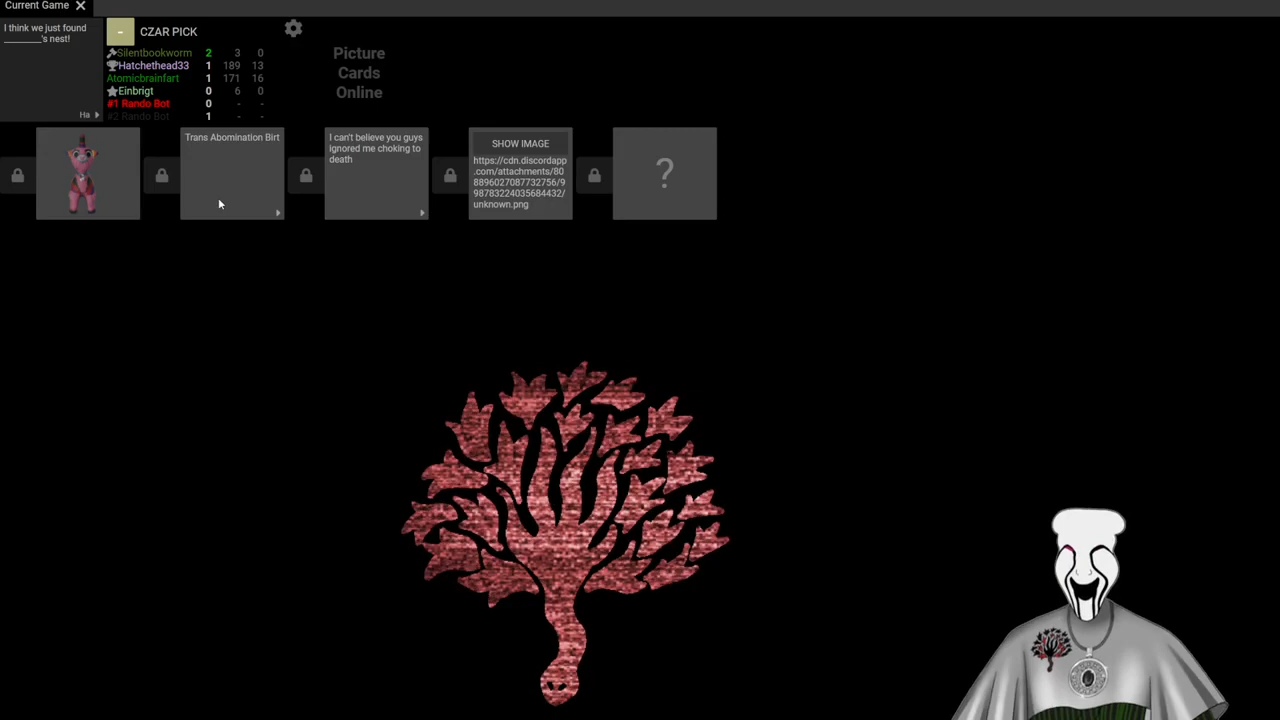 Current Game
I think we just found
________'s nest!
Ha
-
CZAR PICK
Silentbookworm 2 3 0
Hatchethead33 1 189 13
Atomicbrainfart 1 171 16
Einbrigt 0 6 0
#1 Rando Bot 0 - -
#2 Rando Bot 1 - -
Picture
Cards
Online
Trans Abomination Birt
I can't believe you guys
ignored me choking to
death
SHOW IMAGE
https://cdn.discordapp
.com/attachments/80
8896027087732756/9
98783224035684432/
unknown.png
?